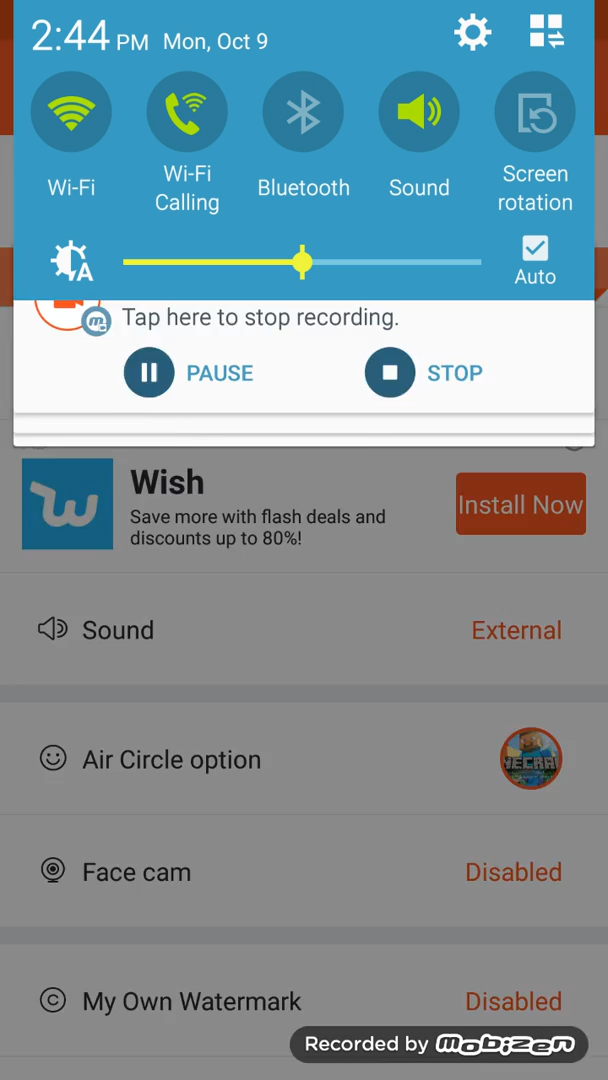 2:44 PM Mon, Oct 9
Wi-Fi
Wi-Fi
Calling
Bluetooth
Sound
Screen
rotation
A
Auto
Tap here to stop recording.
PAUSE
STOP
Wish
Save more with flash deals and
discounts up to 80%!
Install Now
Sound
External
Air Circle option
Face cam
Disabled
My Own Watermark
Disabled
Recorded by mobizen